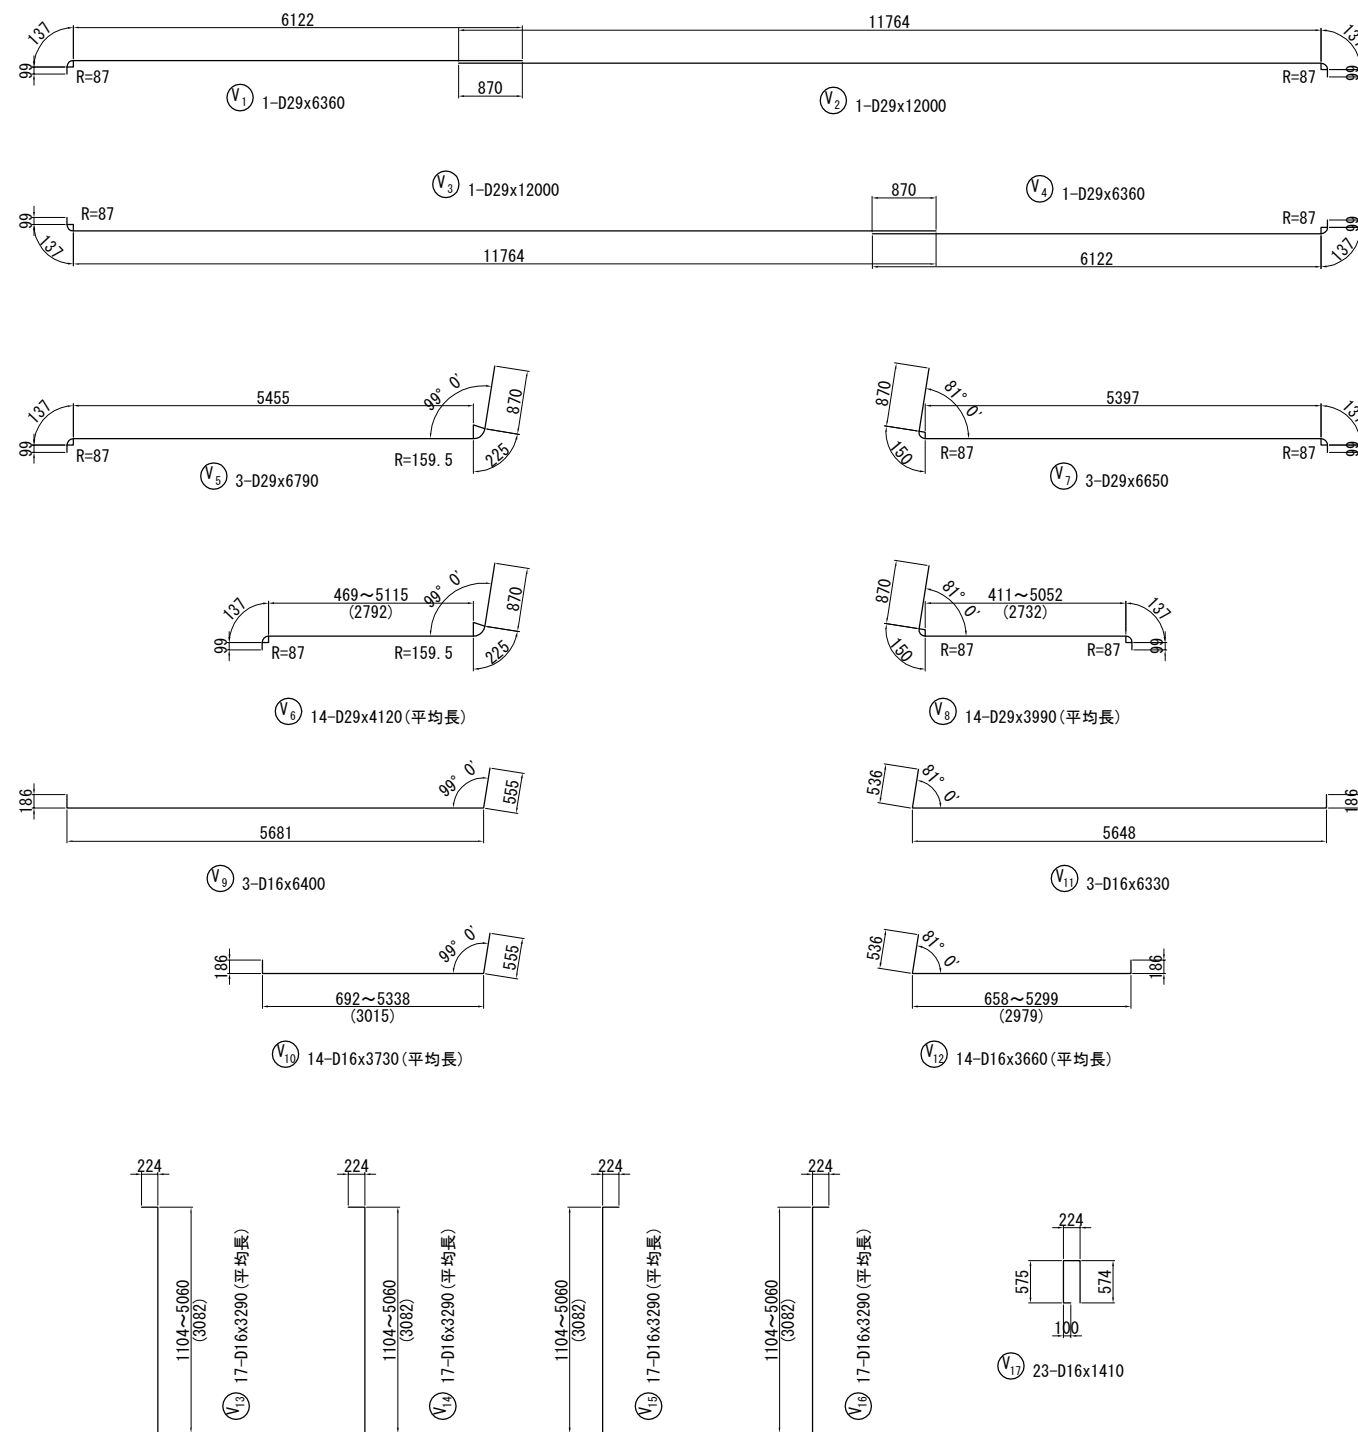 6122
11764
137
137
99
R=87
R=87
99
870
V1 1-D29x6360
V2 1-D29x12000
V3 1-D29x12000
870
V4 1-D29x6360
99
R=87
R=87
99
137
11764
6122
137
5455
99° 0'
870
137
99
R=87
R=159.5
225
V5 3-D29x6790
870
81° 0'
5397
137
150
R=87
R=87
99
V7 3-D29x6650
469～5115
(2792)
99° 0'
870
137
99
R=87
R=159.5
225
V6 14-D29x4120(平均長)
870
81° 0'
411～5052
(2732)
137
150
R=87
R=87
99
V8 14-D29x3990(平均長)
186
99° 0'
555
5681
V9 3-D16x6400
536
81° 0'
186
5648
V11 3-D16x6330
186
99° 0'
555
692～5338
(3015)
V10 14-D16x3730(平均長)
536
81° 0'
186
658～5299
(2979)
V12 14-D16x3660(平均長)
224
1104～5060
(3082)
V13 17-D16x3290(平均長)
224
1104～5060
(3082)
V14 17-D16x3290(平均長)
224
1104～5060
(3082)
V15 17-D16x3290(平均長)
224
1104～5060
(3082)
V16 17-D16x3290(平均長)
224
575
574
100
V17 23-D16x1410